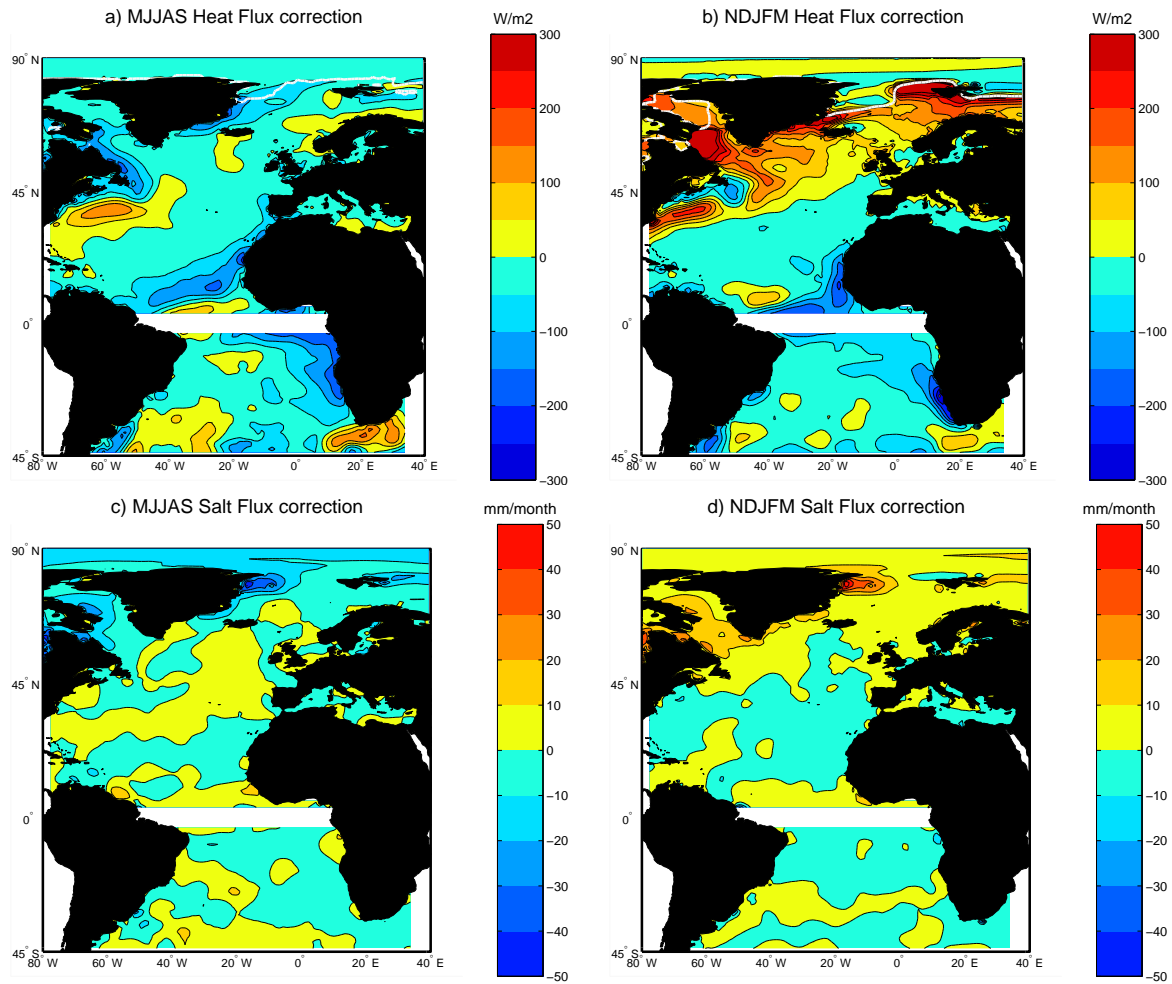 a) MJJAS Heat Flux correction
W/m2
300
200
100
0
−100
−200
−300
90° N
45° N
0°
45° S
80° W
60° W
40° W
20° W
0°
20° E
40° E
b) NDJFM Heat Flux correction
W/m2
300
200
100
0
−100
−200
−300
90° N
45° N
0°
45° S
80° W
60° W
40° W
20° W
0°
20° E
40° E
c) MJJAS Salt Flux correction
mm/month
50
40
30
20
10
0
−10
−20
−30
−40
−50
90° N
45° N
0°
45° S
80° W
60° W
40° W
20° W
0°
20° E
40° E
d) NDJFM Salt Flux correction
mm/month
50
40
30
20
10
0
−10
−20
−30
−40
−50
90° N
45° N
0°
45° S
80° W
60° W
40° W
20° W
0°
20° E
40° E